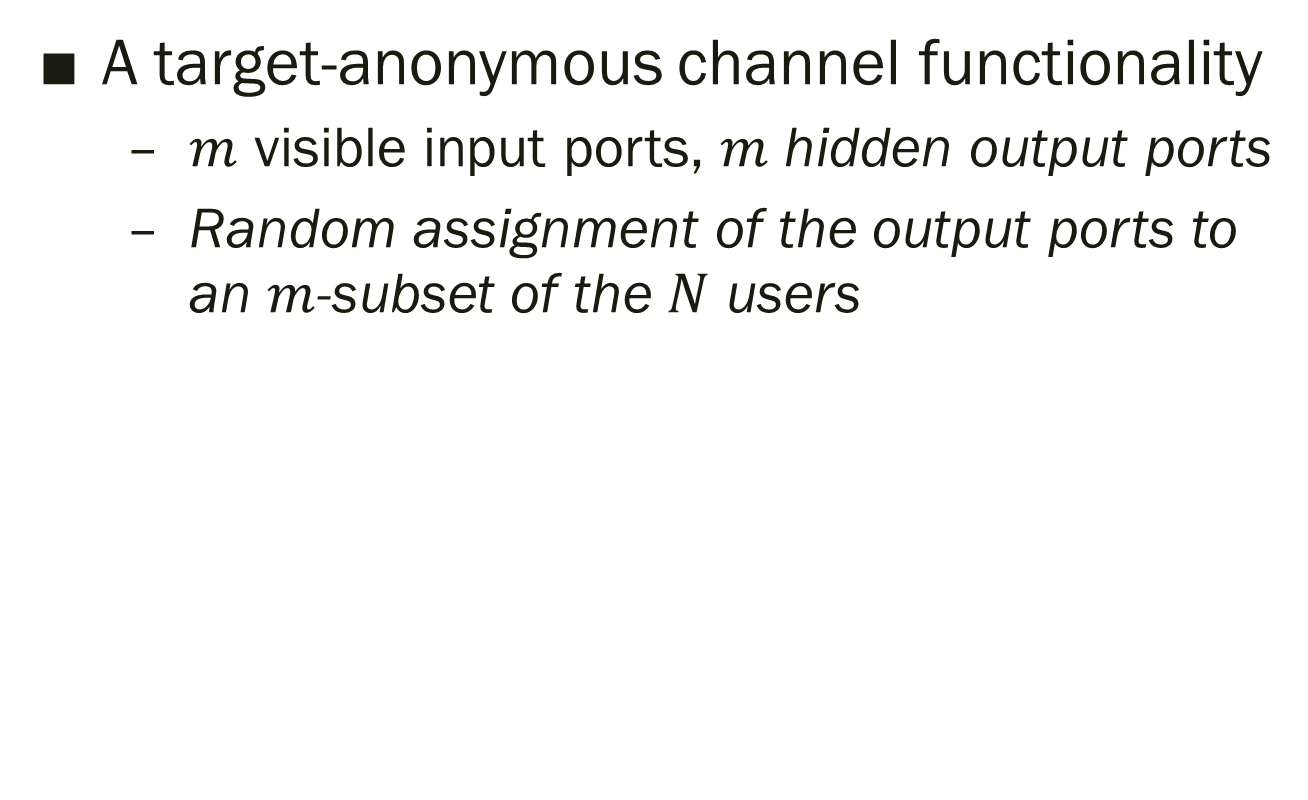 ■ A target-anonymous channel functionality
– m visible input ports, m hidden output ports
– Random assignment of the output ports to
an m-subset of the N users